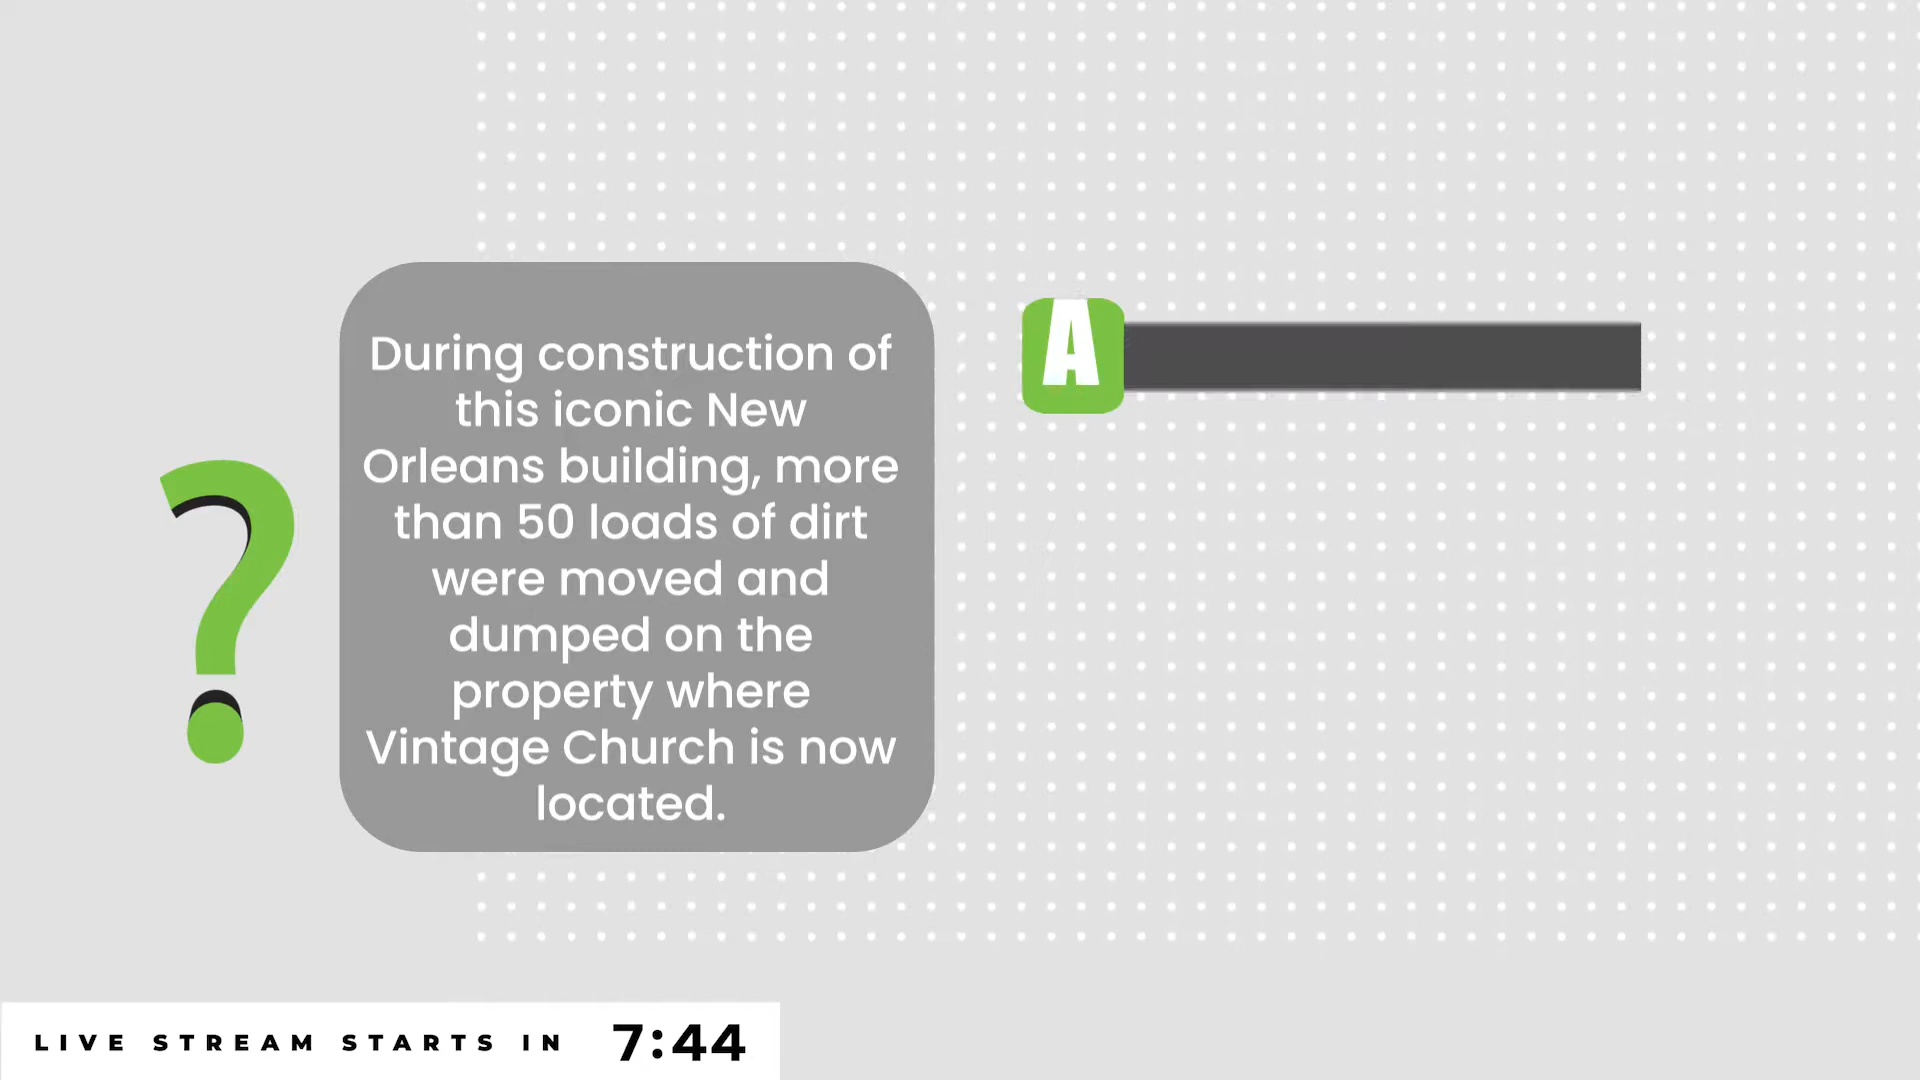 During construction of
this iconic New
Orleans building, more
than 50 loads of dirt
were moved and
dumped on the
property where
Vintage Church is now
located.
?
A
LIVE STREAM STARTS IN 7:44